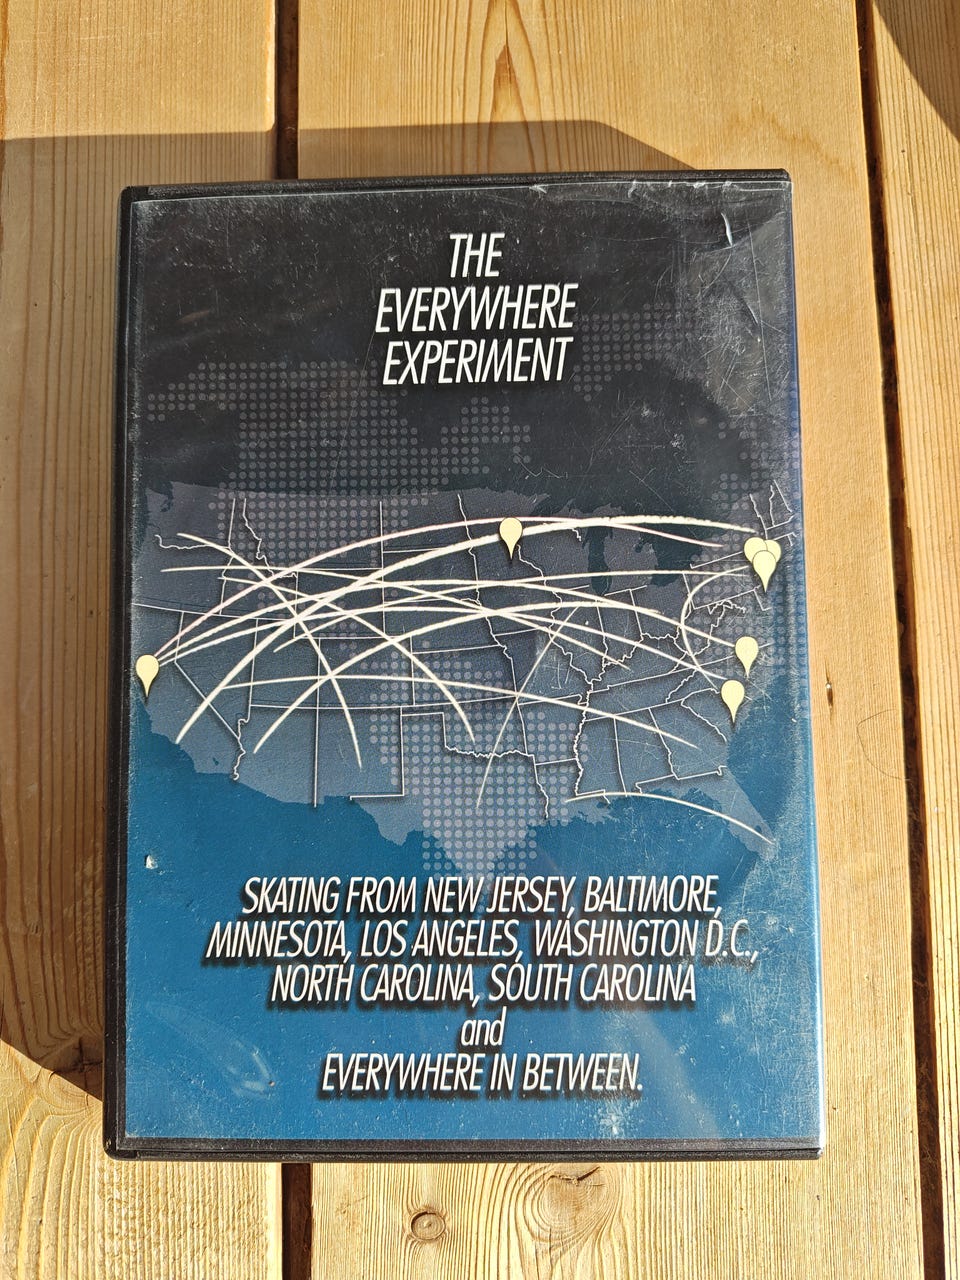 THE
EVERYWHERE
EXPERIMENT
SKATING FROM NEW JERSEY, BALTIMORE,
MINNESOTA, LOS ANGELES, WASHINGTON D.C.,
NORTH CAROLINA, SOUTH CAROLINA
and
EVERYWHERE IN BETWEEN.